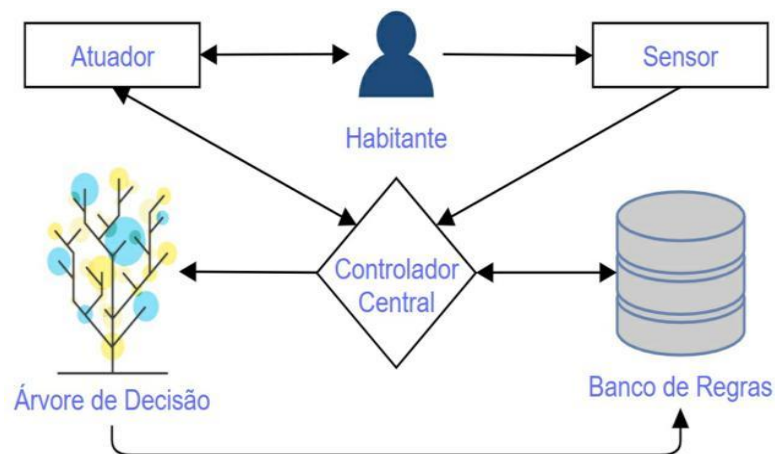 Atuador
Sensor
Habitante
Controlador
Central
Árvore de Decisão
Banco de Regras